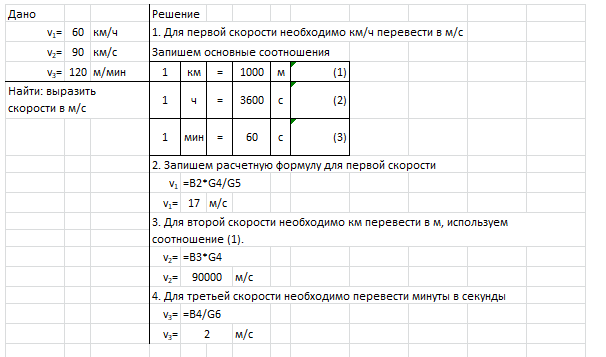 Дано Решение
v₁= 60 км/ч 1. Для первой скорости необходимо км/ч перевести в м/с
v₂= 90 км/с Запишем основные соотношения
v₃= 120 м/мин 1 км = 1000 м (1)
Найти: выразить
скорости в м/с
1 ч = 3600 с (2)
1 мин = 60 с (3)
2. Запишем расчетную формулу для первой скорости
v₁ =B2*G4/G5
v₁= 17 м/с
3. Для второй скорости необходимо км перевести в м, используем
соотношение (1).
v₂= =B3*G4
v₂= 90000 м/с
4. Для третьей скорости необходимо перевести минуты в секунды
v₃= =B4/G6
v₃= 2 м/с